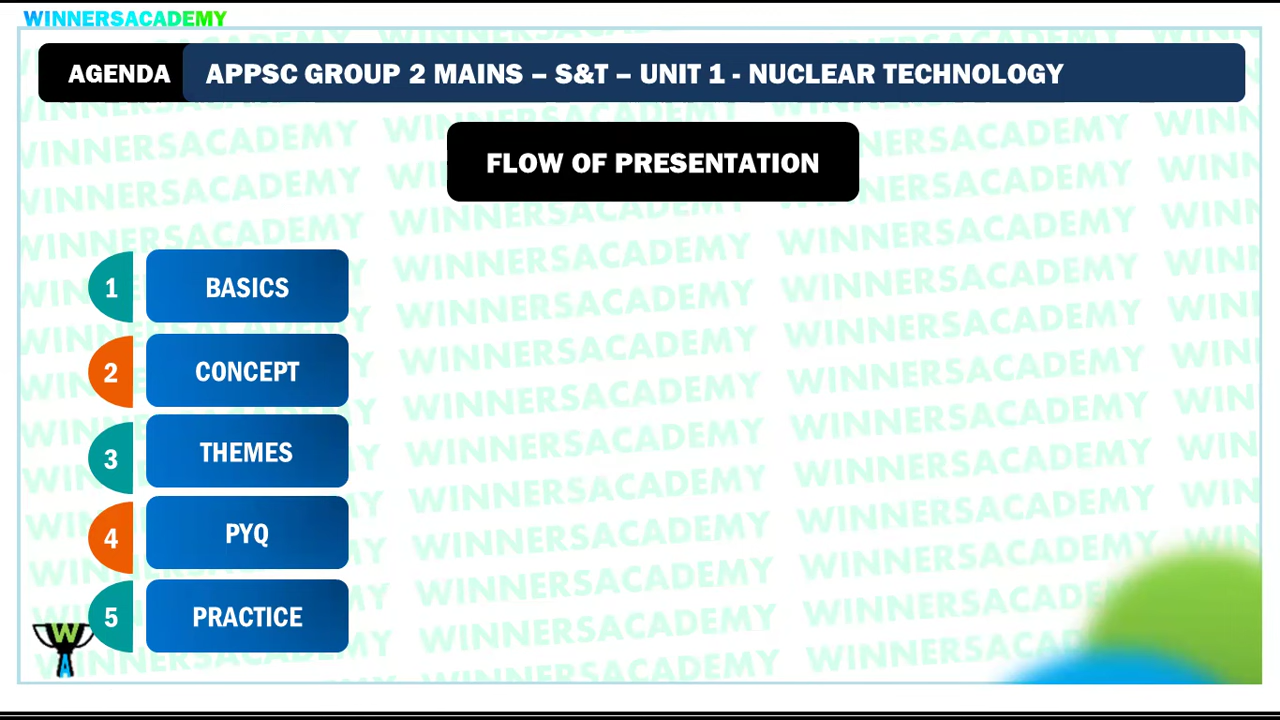 WINNERSACADEMY
AGENDA
APPSC GROUP 2 MAINS – S&T – UNIT 1 - NUCLEAR TECHNOLOGY
FLOW OF PRESENTATION
1 BASICS
2 CONCEPT
3 THEMES
4 PYQ
5 PRACTICE
W
A